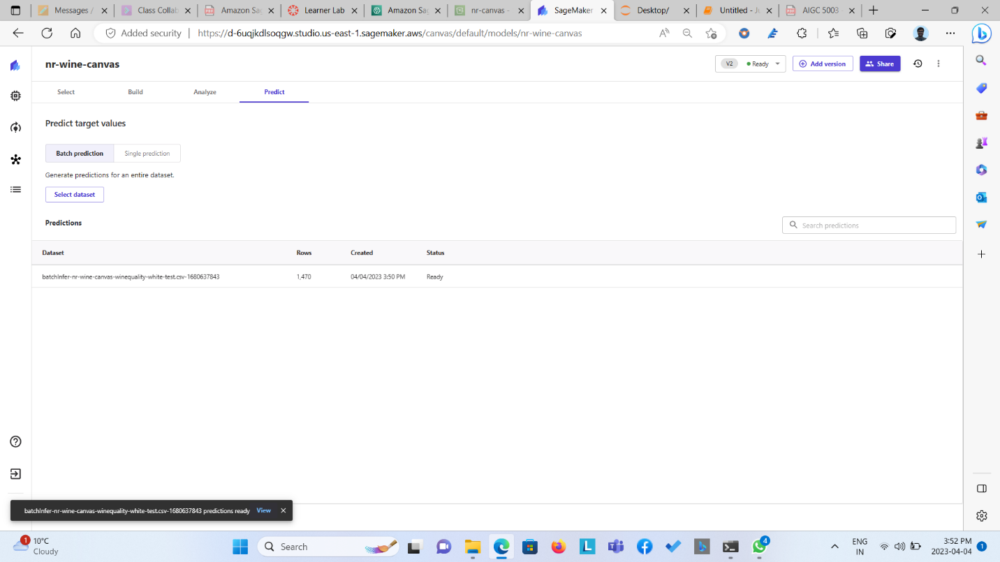 Messages /
Class Collab
Amazon Sag
Learner Lab
Amazon Sag
nr-canvas -
SageMaker
Desktop/
Untitled - Ju
AIGC 5003
Added security
https://d-6uqjkdlsoqgw.studio.us-east-1.sagemaker.aws/canvas/default/models/nr-wine-canvas
nr-wine-canvas
V2 Ready
Add version
Share
Select Build Analyze Predict
Predict target values
Batch prediction Single prediction
Generate predictions for an entire dataset.
Select dataset
Predictions
Search predictions
Dataset Rows Created Status
batchInfer-nr-wine-canvas-winequality-white-test.csv-1680637843 1,470 04/04/2023 3:50 PM Ready
batchInfer-nr-wine-canvas-winequality-white-test.csv-1680637843 predictions ready View
1
10°C
Cloudy
Search
4
ENG
IN
3:52 PM
2023-04-04
1